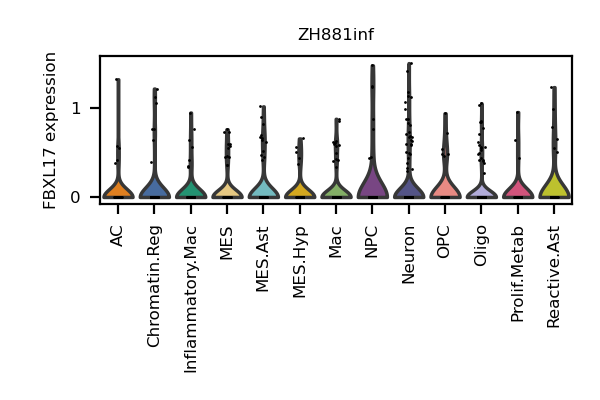 ZH881inf
FBXL17 expression
1
0
AC
Chromatin.Reg
Inflammatory.Mac
MES
MES.Ast
MES.Hyp
Mac
NPC
Neuron
OPC
Oligo
Prolif.Metab
Reactive.Ast